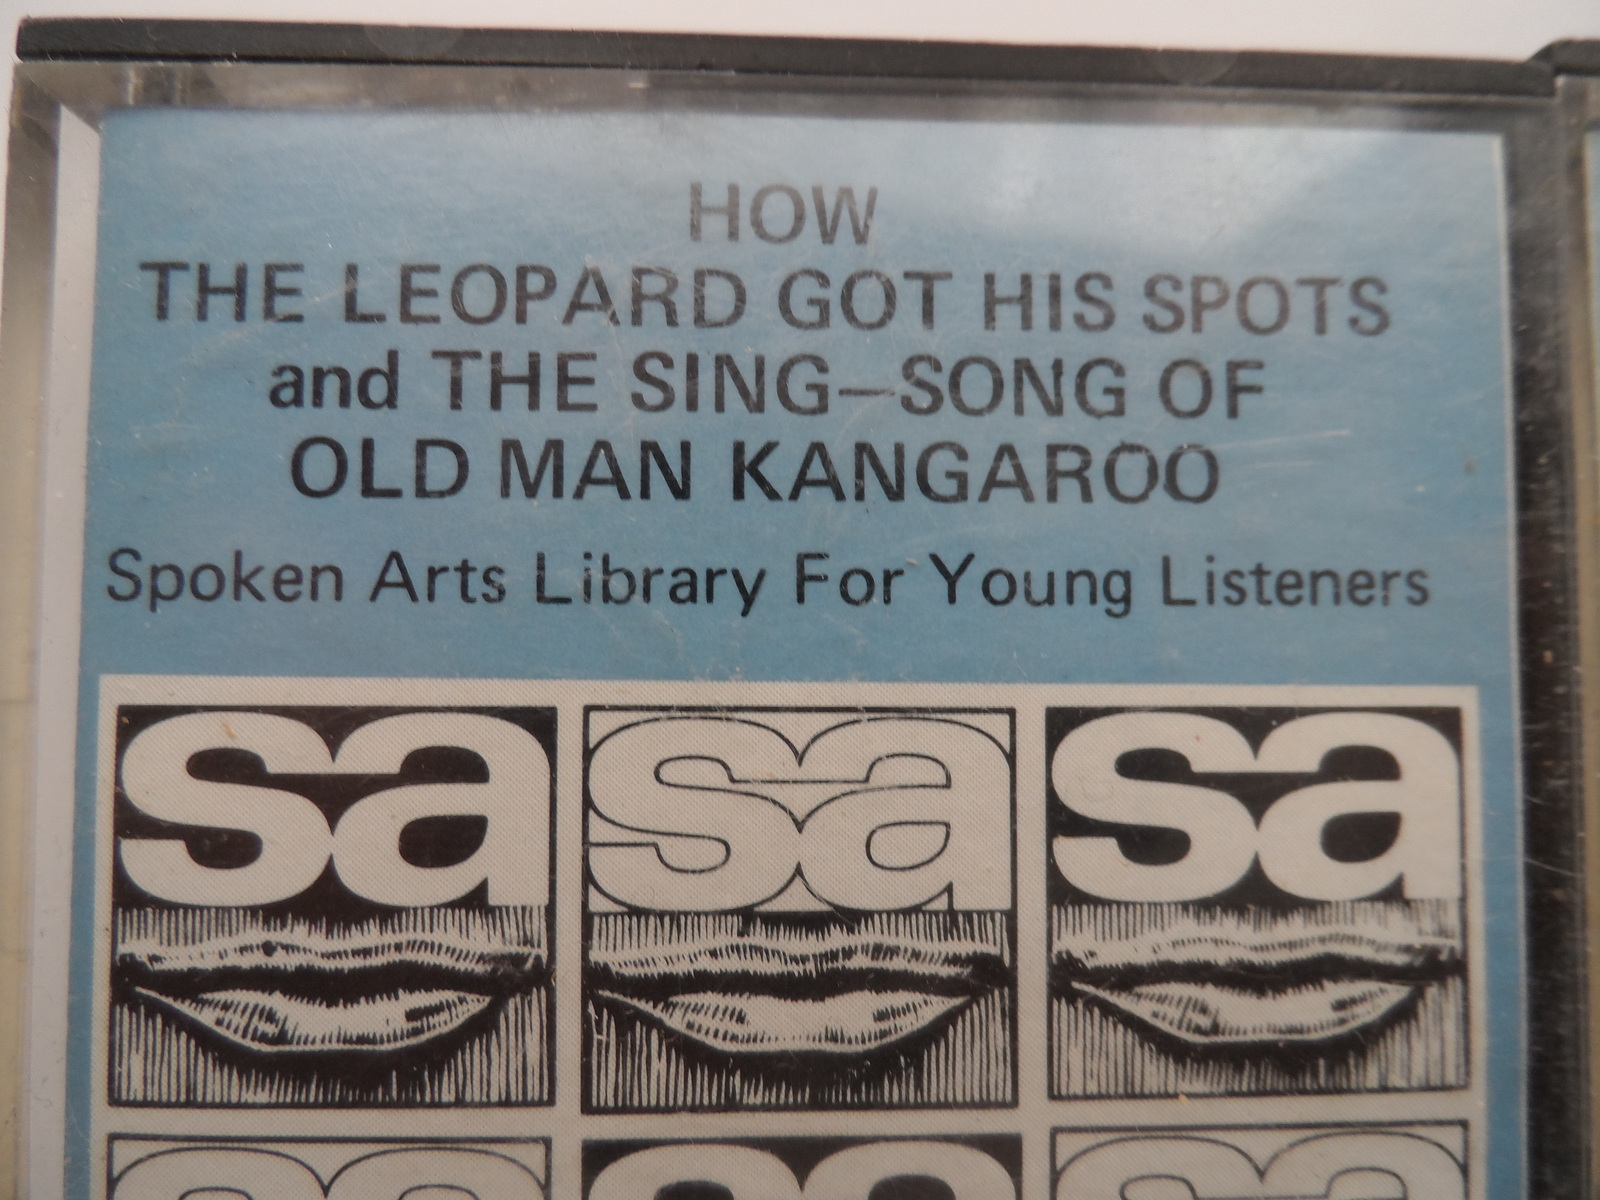 HOW
THE LEOPARD GOT HIS SPOTS
and THE SING—SONG OF
OLD MAN KANGAROO
Spoken Arts Library For Young Listeners
sa sa sa